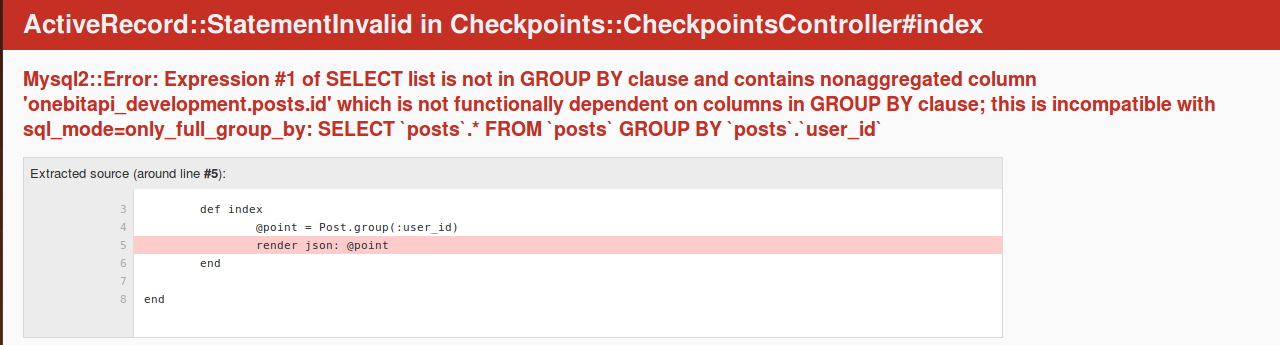 ActiveRecord::StatementInvalid in Checkpoints::CheckpointsController#index
Mysql2::Error: Expression #1 of SELECT list is not in GROUP BY clause and contains nonaggregated column
'onebitapi_development.posts.id' which is not functionally dependent on columns in GROUP BY clause; this is incompatible with
sql_mode=only_full_group_by: SELECT `posts`.* FROM `posts` GROUP BY `posts`.`user_id`
Extracted source (around line #5):
3 def index
4 @point = Post.group(:user_id)
5 render json: @point
6 end
7
8 end